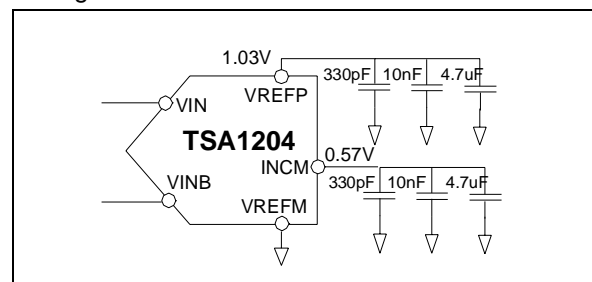 1.03V
330pF 10nF 4.7uF
VREFP
VIN
TSA1204
INCM 0.57V
330pF 10nF 4.7uF
VINB
VREFM